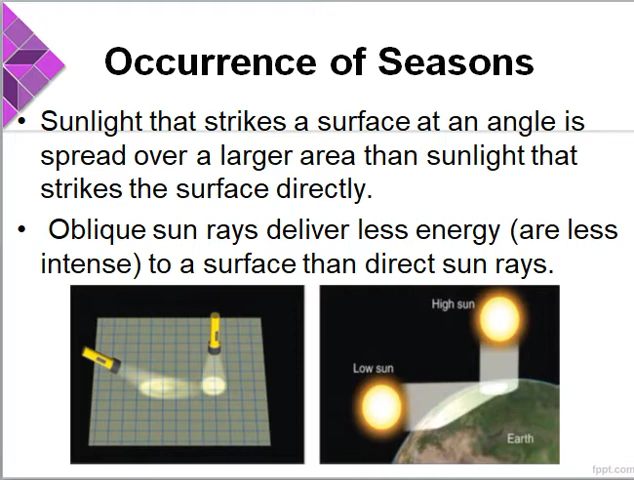 Occurrence of Seasons
• Sunlight that strikes a surface at an angle is
spread over a larger area than sunlight that
strikes the surface directly.
• Oblique sun rays deliver less energy (are less
intense) to a surface than direct sun rays.
High sun
Low sun
Earth
fppt.com